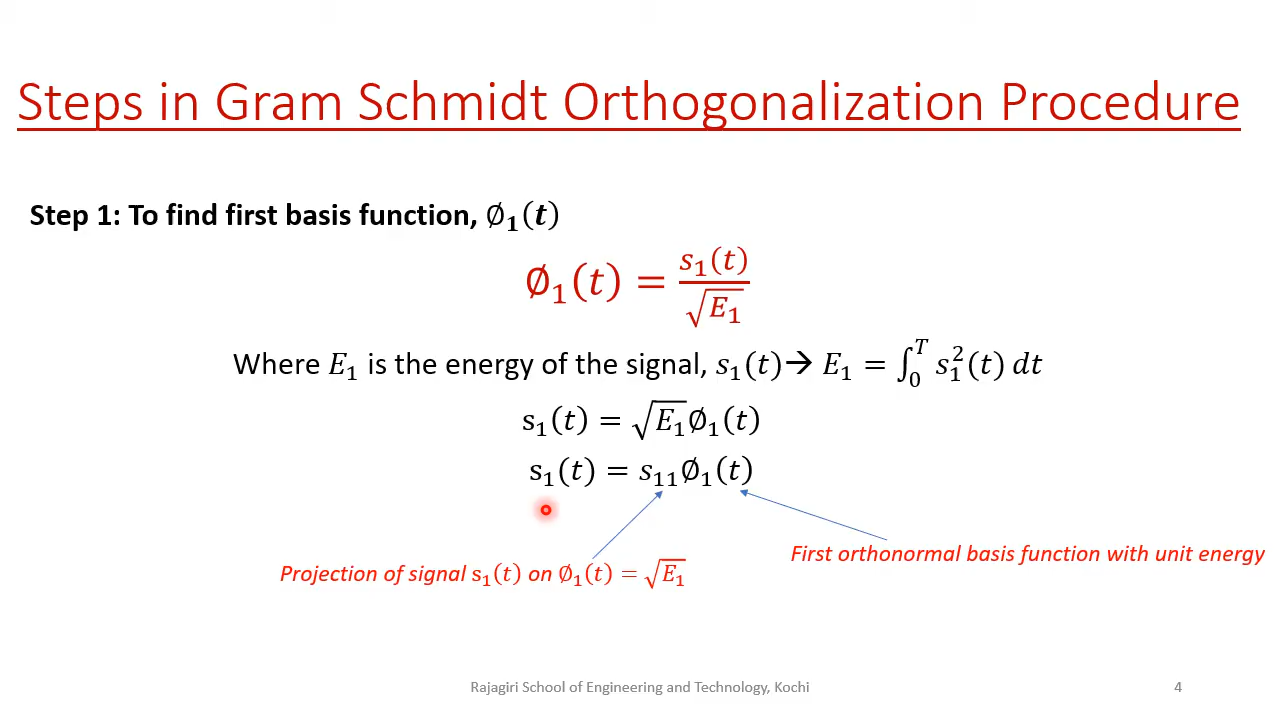 Steps in Gram Schmidt Orthogonalization Procedure
Step 1: To find first basis function, ∅₁(t)
∅₁(t) = s₁(t)/√E₁
Where E₁ is the energy of the signal, s₁(t)→ E₁ = ∫₀ᵀ s₁²(t) dt
s₁(t) = √E₁∅₁(t)
s₁(t) = s₁₁∅₁(t)
First orthonormal basis function with unit energy
Projection of signal s₁(t) on ∅₁(t) = √E₁
Rajagiri School of Engineering and Technology, Kochi
4